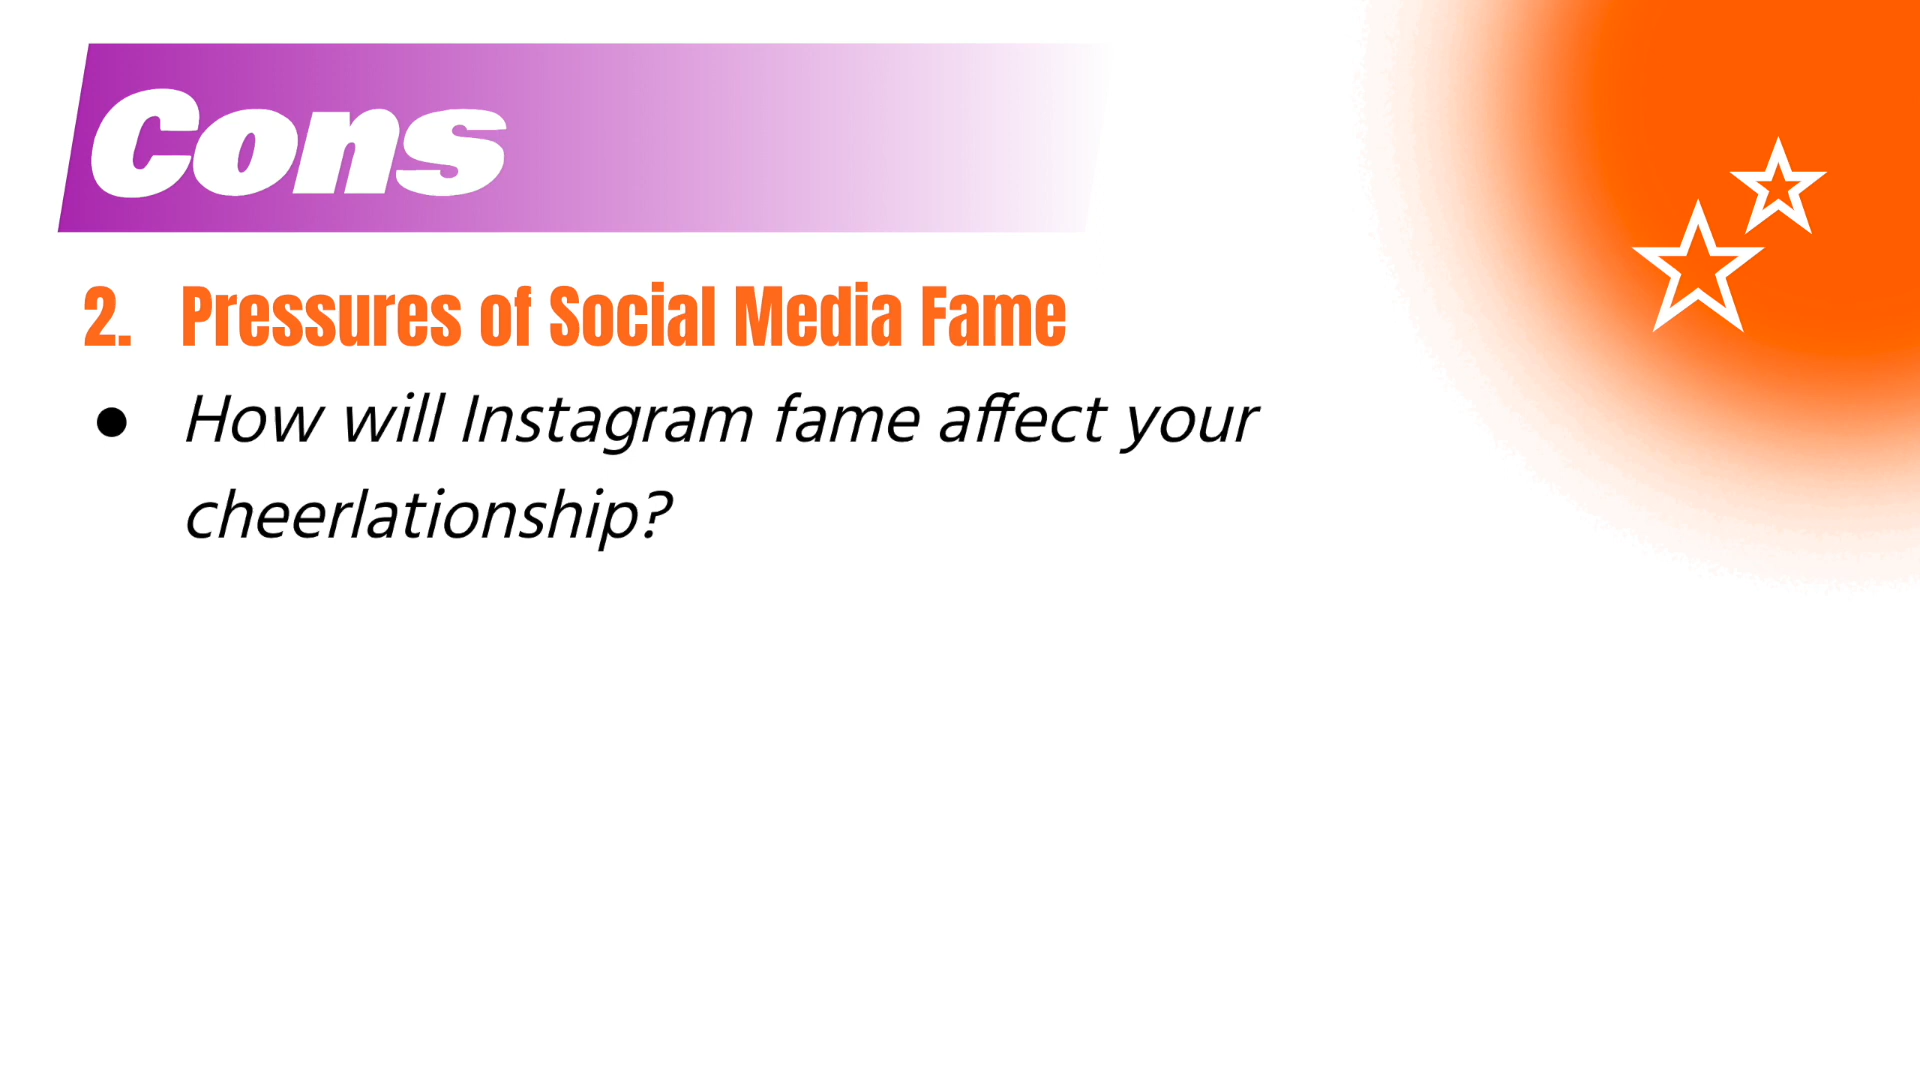 Cons
2. Pressures of Social Media Fame
● How will Instagram fame affect your
cheerlationship?